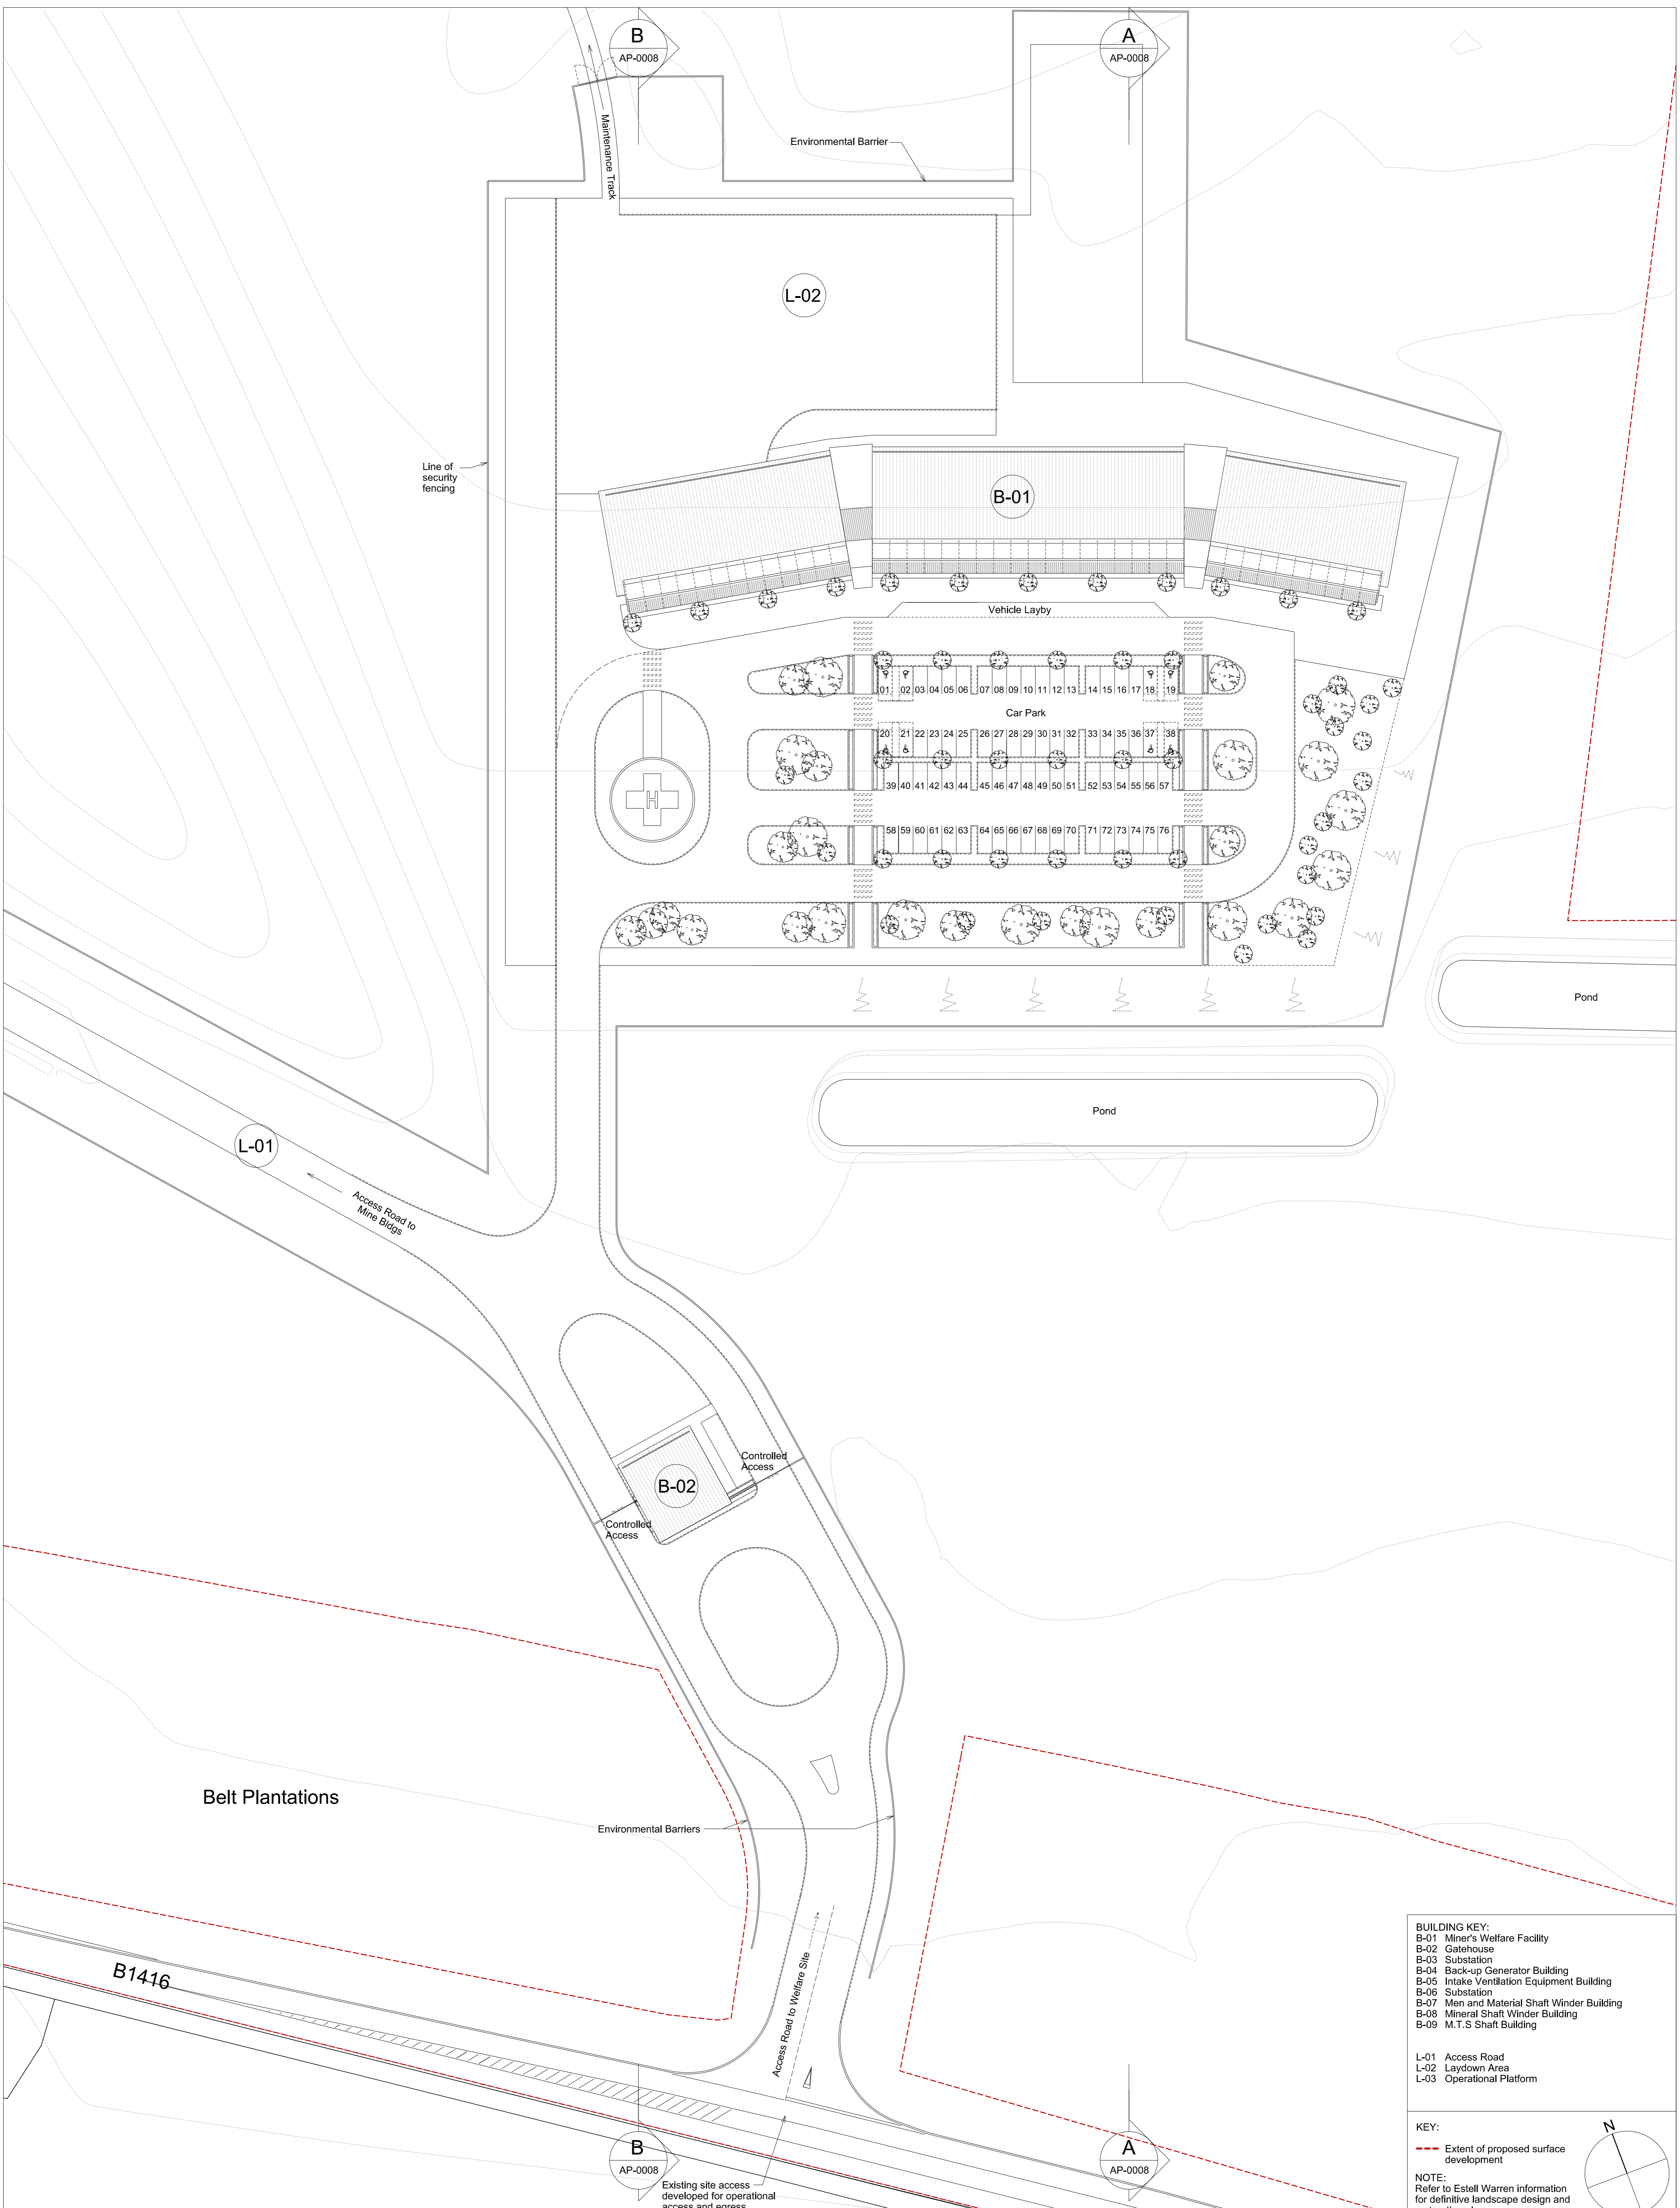 B
AP-0008
A
AP-0008
Maintenance Track
Environmental Barrier
L-02
Line of
security
fencing
B-01
Vehicle Layby
01 02 03 04 05 06 07 08 09 10 11 12 13 14 15 16 17 18 19
Car Park
20 21 22 23 24 25 26 27 28 29 30 31 32 33 34 35 36 37 38
H
39 40 41 42 43 44 45 46 47 48 49 50 51 52 53 54 55 56 57
58 59 60 61 62 63 64 65 66 67 68 69 70 71 72 73 74 75 76
Pond
Pond
L-01
Access Road to
Mine Bldgs
Controlled
Access
B-02
Controlled
Access
Belt Plantations
Environmental Barriers
B1416
Access Road to Welfare Site
B
AP-0008
Existing site access
developed for operational
access and egress
A
AP-0008
BUILDING KEY:
B-01 Miner's Welfare Facility
B-02 Gatehouse
B-03 Substation
B-04 Back-up Generator Building
B-05 Intake Ventilation Equipment Building
B-06 Substation
B-07 Men and Material Shaft Winder Building
B-08 Mineral Shaft Winder Building
B-09 M.T.S Shaft Building
L-01 Access Road
L-02 Laydown Area
L-03 Operational Platform
KEY:
N
Extent of proposed surface
development
NOTE:
Refer to Estell Warren information
for definitive landscape design and